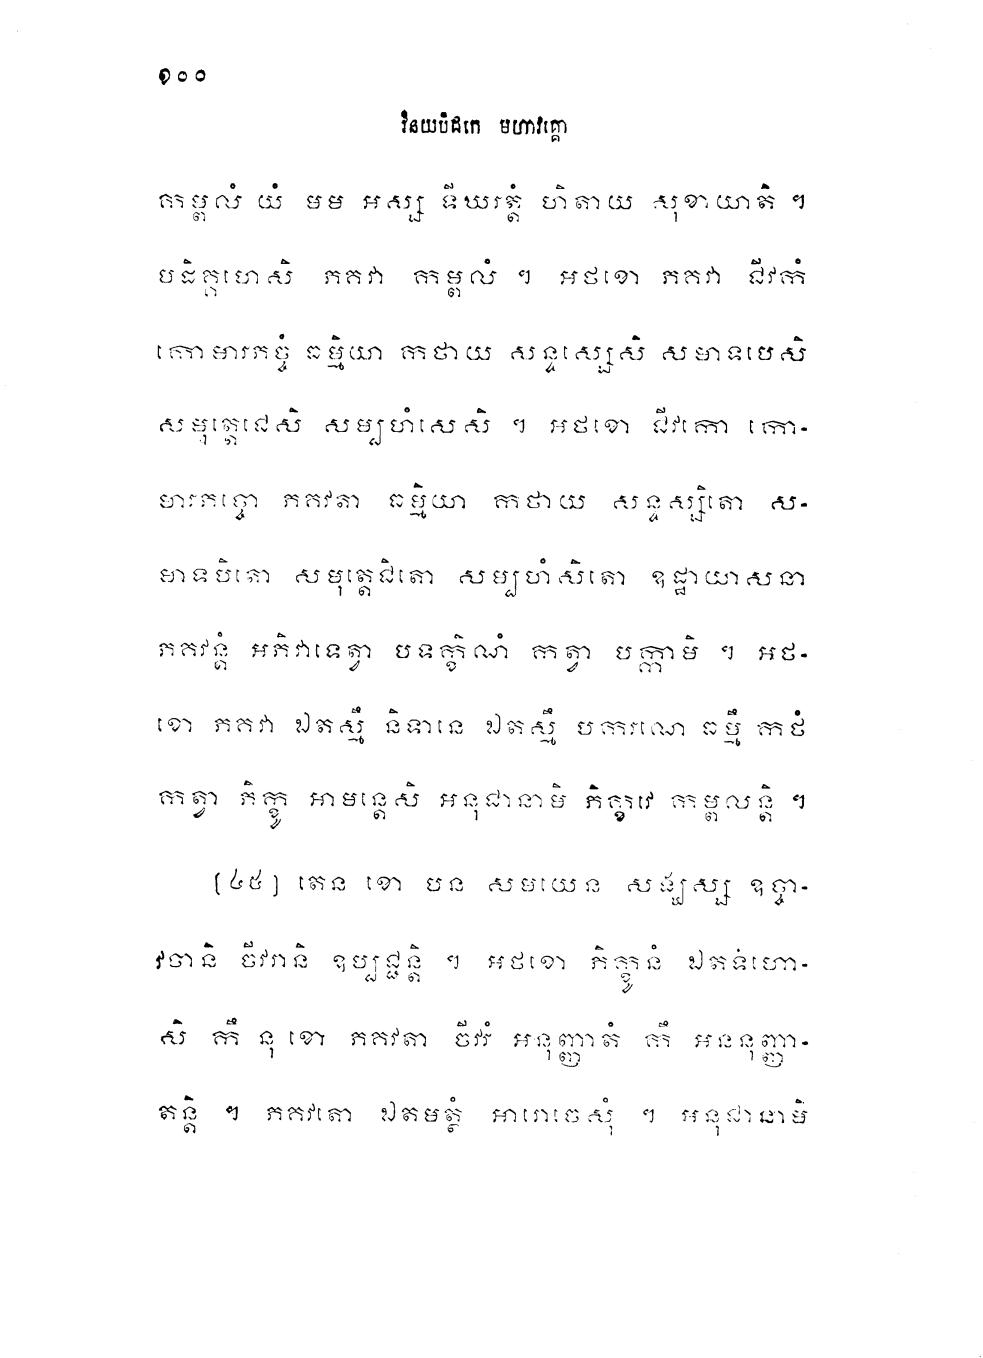 ១០០
វិនយបិដកេ មហាវគ្គោ
កម្ពលំ យំ មម អស្ស ទីឃរត្តំ ហិតាយ សុខាយាតិ ។
បដិគ្គហេសិ ភគវា កម្ពលំ ។ អថខោ ភគវា ជីវកំ
កោមារភច្ចំ ធម្មិយា កថាយ សន្ទស្សេសិ សមាទបេសិ
សមុត្តេជេសិ សម្បហំសេសិ ។ អថខោ ជីវកោ កោ-
មារភច្ចោ ភគវតា ធម្មិយា កថាយ សន្ទស្សិតោ ស-
មាទបិតោ សមុត្តេជិតោ សម្បហំសិតោ ឧដ្ឋាយាសនា
ភគវន្តំ អភិវាទេត្វា បទក្ខិណំ កត្វា បក្កាមិ ។ អថ-
ខោ ភគវា ឯតស្មឹ និទានេ ឯតស្មឹ បករណេ ធម្មឹ កថំ
កត្វា ភិក្ខូ អាមន្តេសិ អនុជានាមិ ភិក្ខវេ កម្ពលន្តិ ។
(៤៥) តេន ខោ បន សមយេន សង្ឃស្ស ឧច្ចា-
វចានិ ចីវរានិ ឧប្បជ្ជន្តិ ។ អថខោ ភិក្ខូនំ ឯតទហោ-
សិ កឹ នុ ខោ ភគវតា ចីវរំ អនុញ្ញាតំ កឹ អននុញ្ញា-
តន្តិ ។ ភគវតោ ឯតមត្ថំ អារោចេសុំ ។ អនុជានាមិ